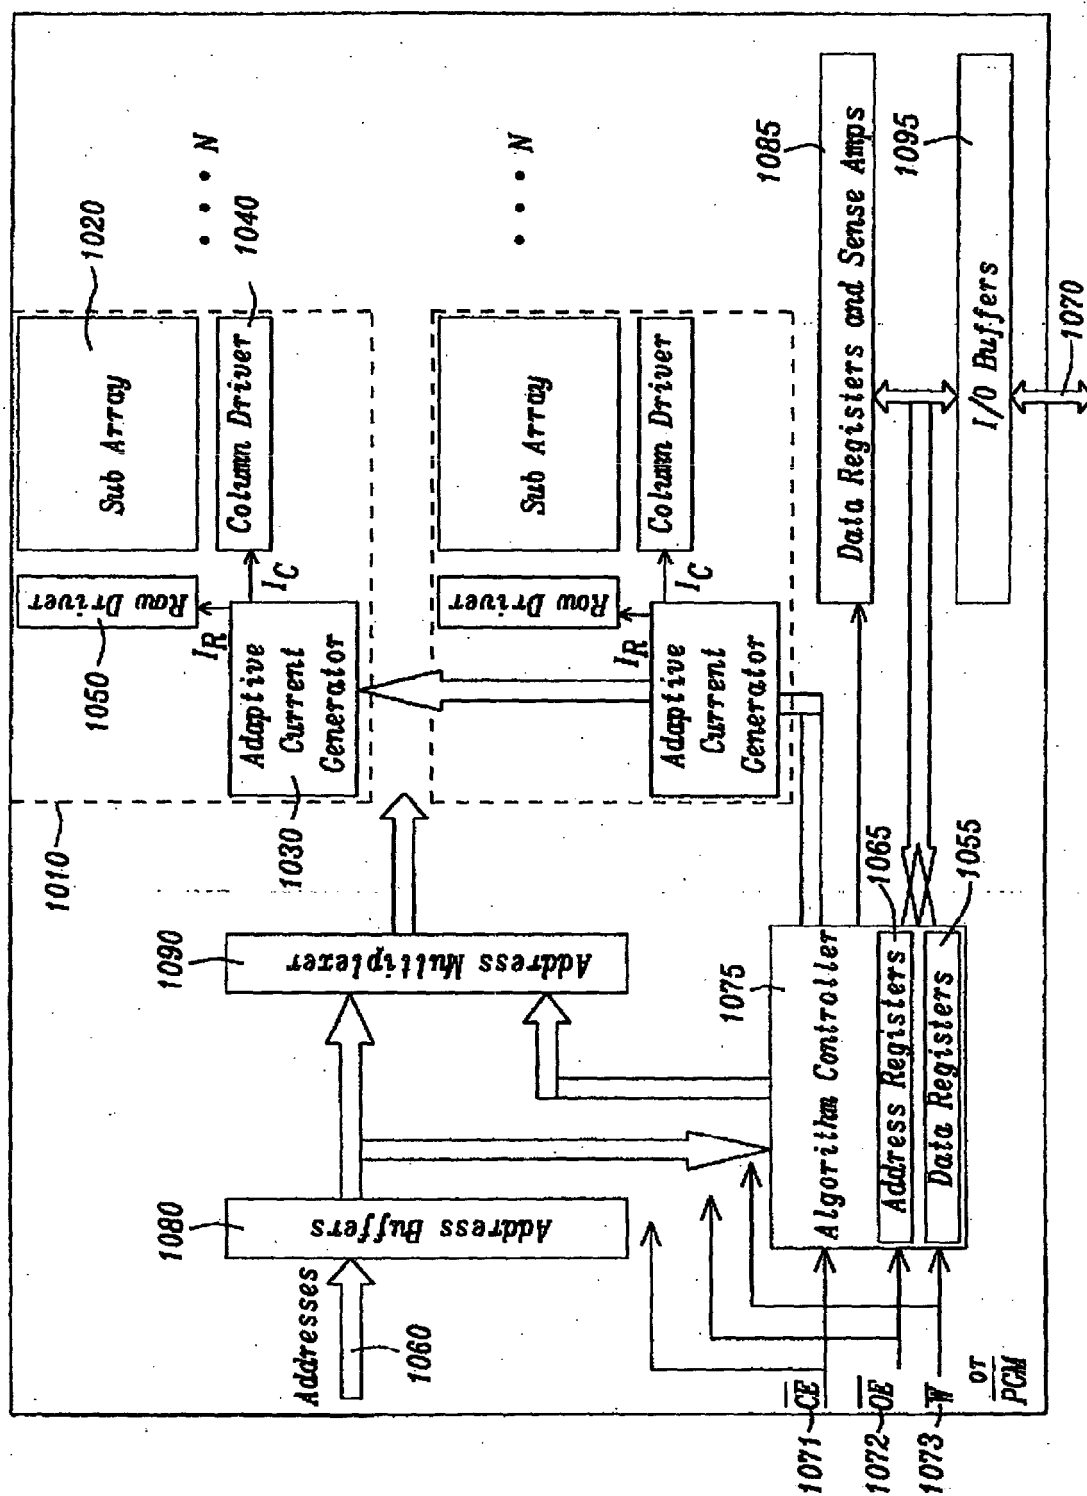 1010
1050
Row Driver
Sub Array
1020
I_R
I_C
Column Driver
1040
Adaptive
Current
Generator
1030
• • • N
Row Driver
Sub Array
I_R
I_C
Column Driver
Adaptive
Current
Generator
• • • N
Addresses
1060
1080
Address Buffers
1090
Address Multiplexer
1075
Algorithm Controller
Address Registers
1065
Data Registers
1055
1085
Data Registers and Sense Amps
1095
I/O Buffers
1070
1071
C̅E̅
1072
O̅E̅
1073
W̅
or
P̅C̅M̅